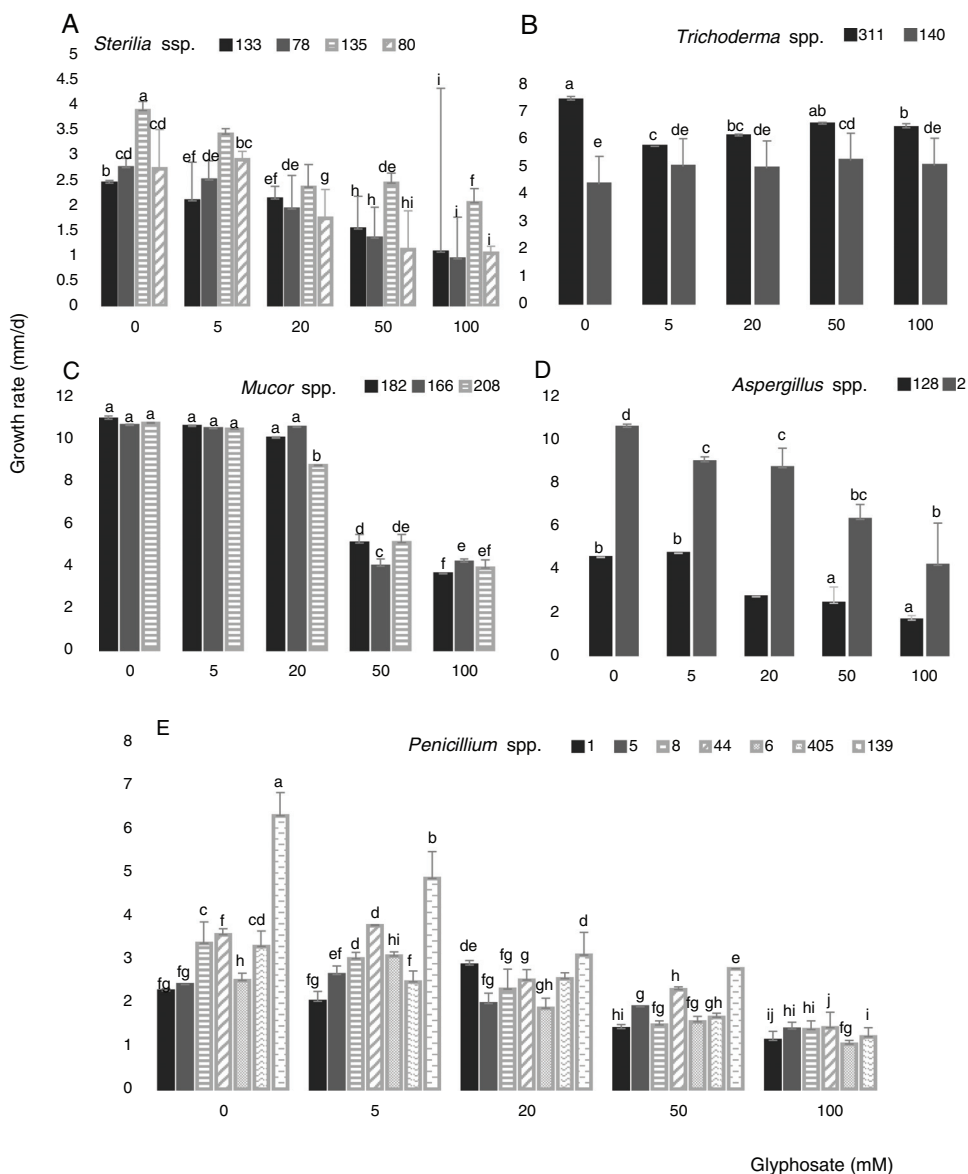 A
Sterilia ssp. 133 78 135 80
5
4.5
4
3.5
3
2.5
2
1.5
1
0.5
0
b cd a cd
ef de bc
ef de g
h h de hi
i i f i
0 5 20 50 100
B
Trichoderma spp. 311 140
8
7
6
5
4
3
2
1
0
a e
c de
bc de
ab cd
b de
0 5 20 50 100
Growth rate (mm/d)
C
Mucor spp. 182 166 208
12
10
8
6
4
2
0
a a a
a a a
a a b
d c de
f e ef
0 5 20 50 100
D
Aspergillus spp. 128 2
12
10
8
6
4
2
0
b d
b c
c
a bc
a b
0 5 20 50 100
E
Penicillium spp. 1 5 8 44 6 405 139
8
7
6
5
4
3
2
1
0
fg fg c f h cd a
fg ef d d hi f b
de fg fg g gh d
hi g fg h fg gh e
ij hi hi j fg i
0 5 20 50 100
Glyphosate (mM)